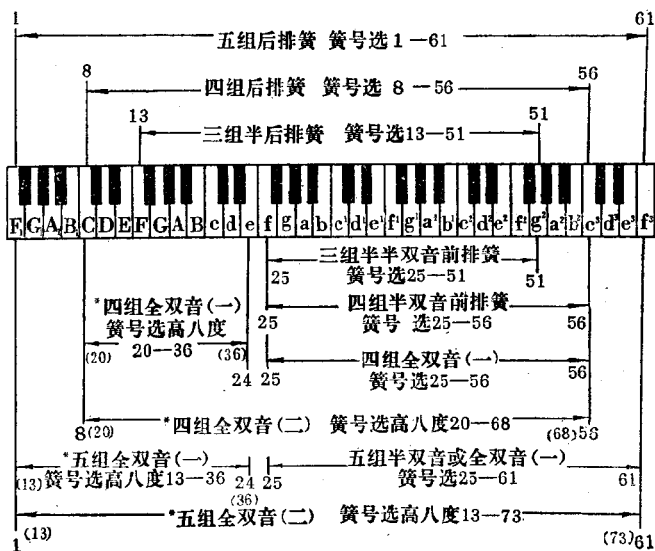 1 61
五组后排簧 簧号选1—61
8 56
四组后排簧 簧号选 8—56
13 51
三组半后排簧 簧号选13—51
F₁ G₁ A₁ B₁ C D E F G A B c d e f g a b c¹ d¹ e¹ f¹ g¹ a¹ b¹ c² d² e² f² g² a² b² c³ d³ e³ f³
三组半半双音前排簧
25 簧号选25—51 51
*四组全双音(一) 四组半双音前排簧
簧号选高八度 25 簧号 选25—56 56
(20) 20—36 (36) 四组全双音(一)
24 25 簧号选25—56 56
8(20) *四组全双音(二) 簧号选高八度20—68 (68)56
*五组全双音(一) 五组半双音或全双音(一)
(13) 簧号选高八度13—36 24 25 簧号选25—61 61
(36)
*五组全双音(二) 簧号选高八度13—73
1(13) (73)61